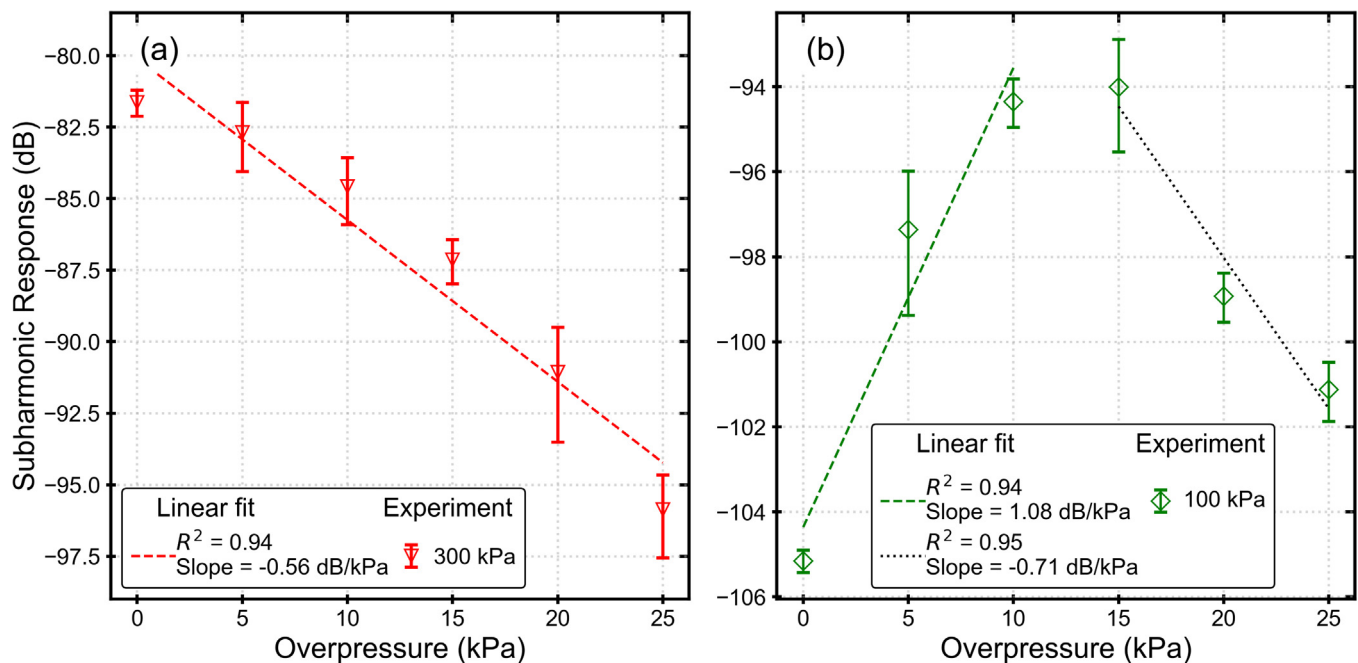 (a)
Subharmonic Response (dB)
−80.0
−82.5
−85.0
−87.5
−90.0
−92.5
−95.0
−97.5
Linear fit Experiment
R² = 0.94
Slope = -0.56 dB/kPa
300 kPa
0 5 10 15 20 25
Overpressure (kPa)
(b)
−94
−96
−98
−100
−102
−104
−106
Linear fit Experiment
R² = 0.94
Slope = 1.08 dB/kPa
100 kPa
R² = 0.95
Slope = -0.71 dB/kPa
0 5 10 15 20 25
Overpressure (kPa)